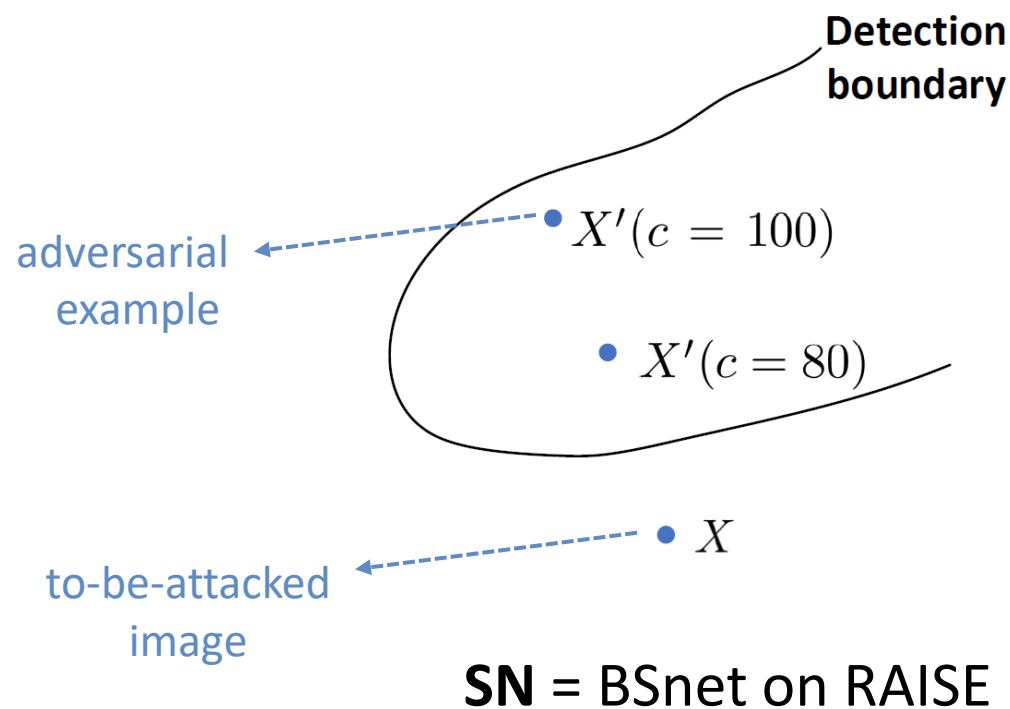 Detection
boundary
X′(c = 100)
adversarial
example
X′(c = 80)
X
to-be-attacked
image
SN = BSnet on RAISE